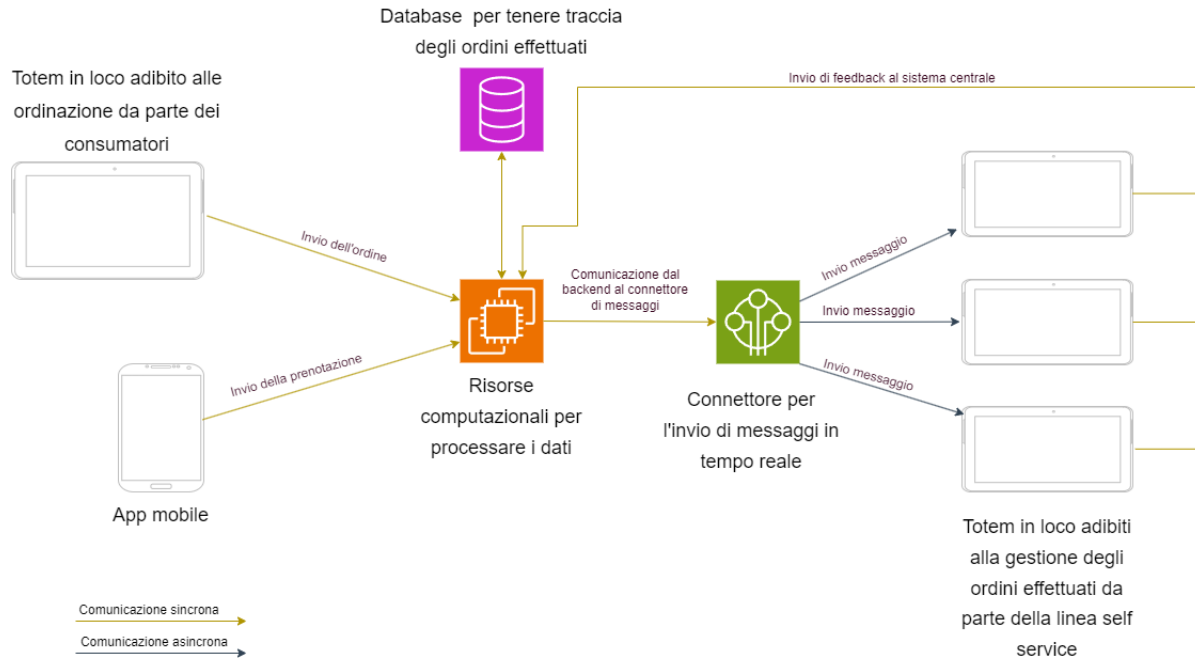 Database  per tenere traccia
degli ordini effettuati
Totem in loco adibito alle
ordinazione da parte dei
consumatori
Invio di feedback al sistema centrale
Invio dell'ordine
Invio della prenotazione
Comunicazione dal
backend al connettore
di messaggi
Invio messaggio
Invio messaggio
Invio messaggio
Risorse
computazionali per
processare i dati
Connettore per
l'invio di messaggi in
tempo reale
App mobile
Totem in loco adibiti
alla gestione degli
ordini effettuati da
parte della linea self
service
Comunicazione sincrona
Comunicazione asincrona